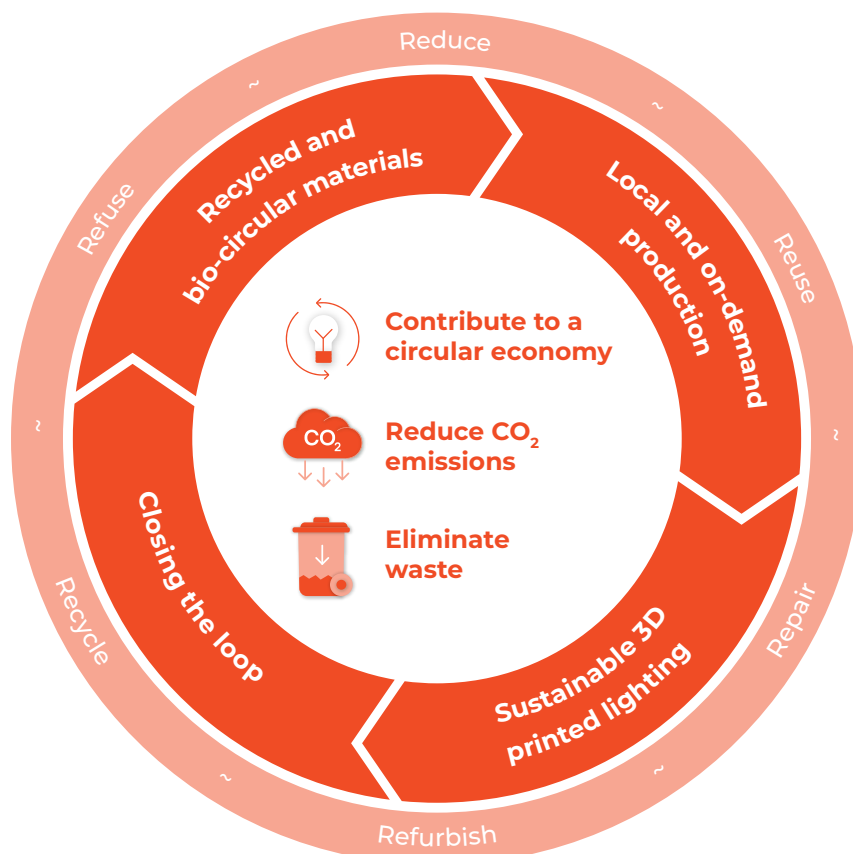 Reduce
~
Reuse
~
Repair
~
Refurbish
~
Recycle
~
Refuse
~
Recycled and
bio-circular materials
Local and on-demand
production
Sustainable 3D
printed lighting
Closing the loop
Contribute to a
circular economy
CO₂
Reduce CO₂
emissions
Eliminate
waste